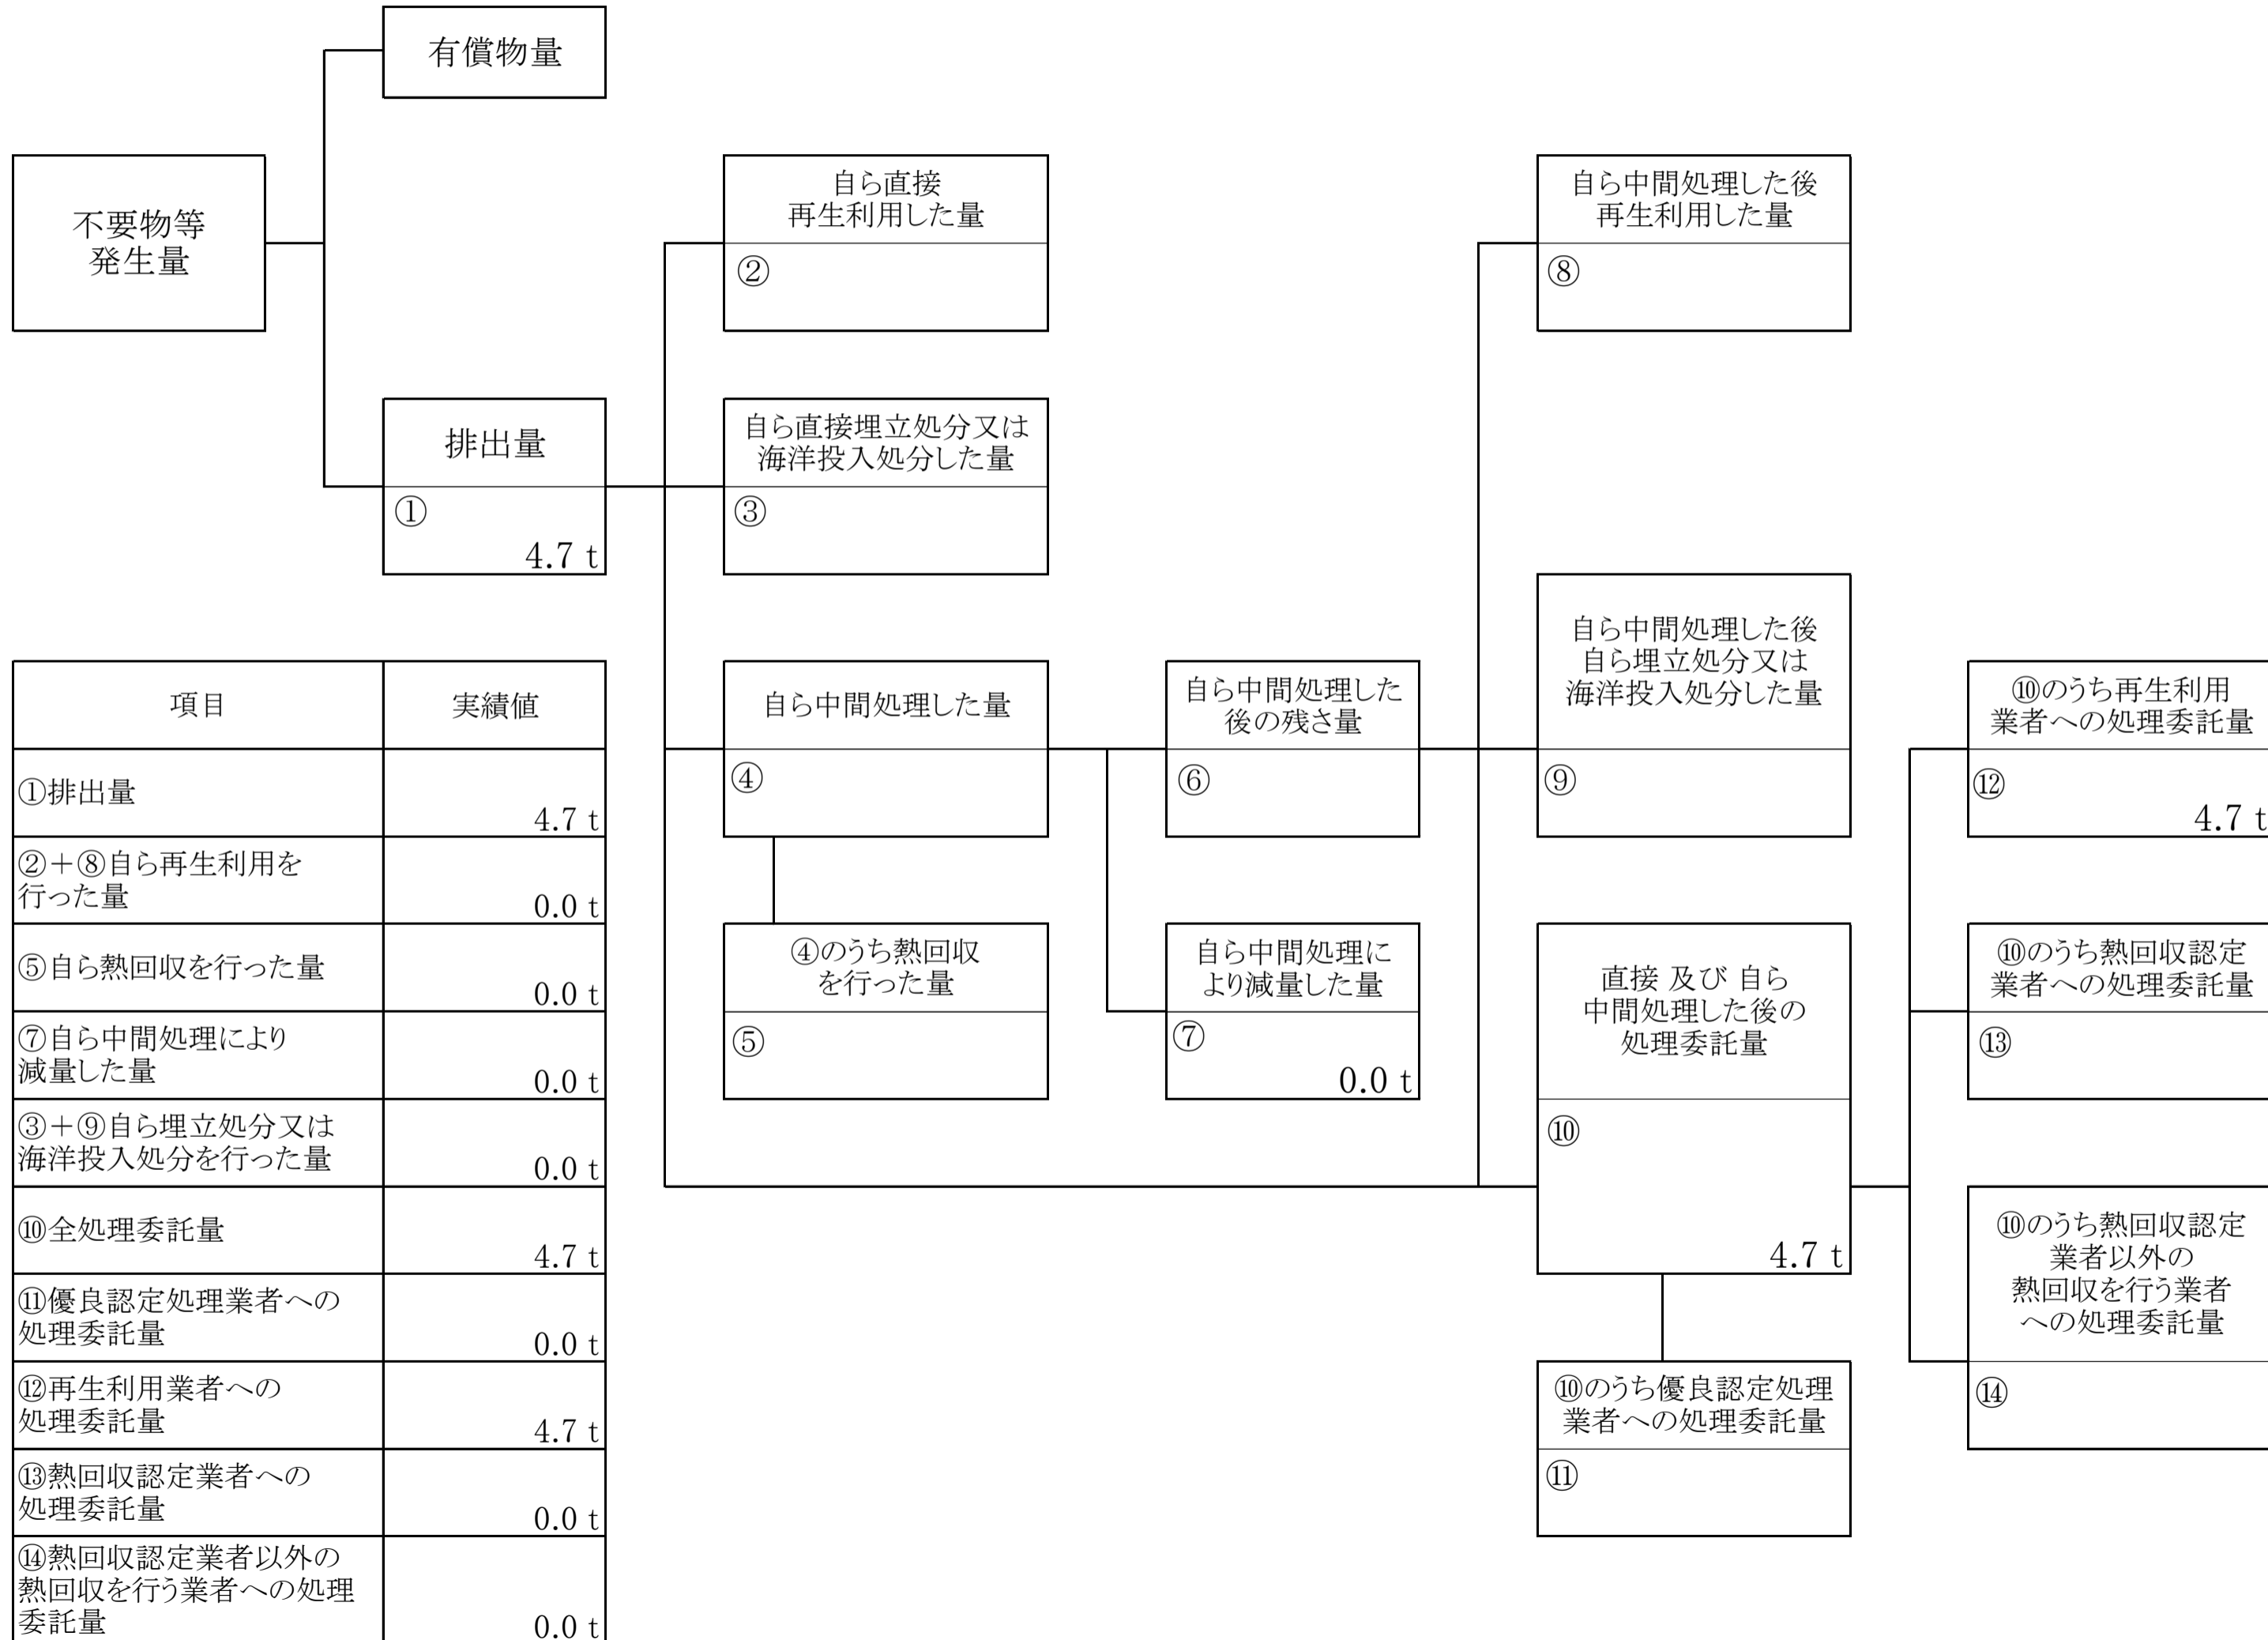 有償物量
不要物等
発生量
自ら直接
再生利用した量
②
自ら中間処理した後
再生利用した量
⑧
排出量
①
4.7 t
自ら直接埋立処分又は
海洋投入処分した量
③
自ら中間処理した量
④
自ら中間処理した
後の残さ量
⑥
自ら中間処理した後
自ら埋立処分又は
海洋投入処分した量
⑨
⑩のうち再生利用
業者への処理委託量
⑫
4.7 t
④のうち熱回収
を行った量
⑤
自ら中間処理に
より減量した量
⑦
0.0 t
直接 及び 自ら
中間処理した後の
処理委託量
⑩
4.7 t
⑩のうち熱回収認定
業者への処理委託量
⑬
⑩のうち熱回収認定
業者以外の
熱回収を行う業者
への処理委託量
⑭
⑩のうち優良認定処理
業者への処理委託量
⑪
項目
実績値
①排出量
4.7 t
②+⑧自ら再生利用を
行った量
0.0 t
⑤自ら熱回収を行った量
0.0 t
⑦自ら中間処理により
減量した量
0.0 t
③+⑨自ら埋立処分又は
海洋投入処分を行った量
0.0 t
⑩全処理委託量
4.7 t
⑪優良認定処理業者への
処理委託量
0.0 t
⑫再生利用業者への
処理委託量
4.7 t
⑬熱回収認定業者への
処理委託量
0.0 t
⑭熱回収認定業者以外の
熱回収を行う業者への処理
委託量
0.0 t